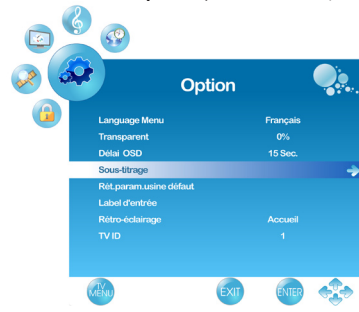 Option
Language Menu Français
Transparent 0%
Délai OSD 15 Sec.
Sous-titrage
Rét.param.usine défaut
Label d'entrée
Rétro-éclairage Accueil
TV ID 1
TV MENU EXIT ENTER